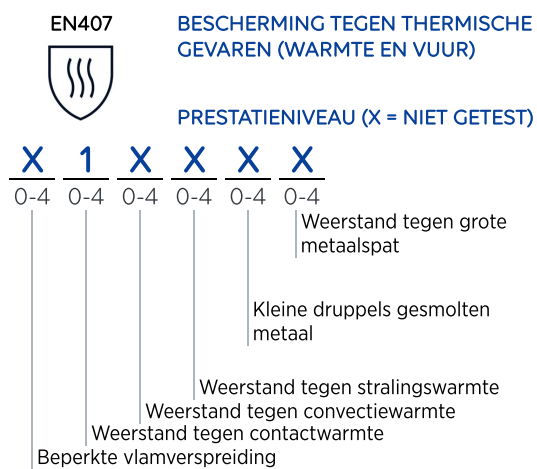 EN407
BESCHERMING TEGEN THERMISCHE
GEVAREN (WARMTE EN VUUR)
PRESTATIENIVEAU (X = NIET GETEST)
X 1 X X X X
0-4 0-4 0-4 0-4 0-4 0-4
Weerstand tegen grote
metaalspat
Kleine druppels gesmolten
metaal
Weerstand tegen stralingswarmte
Weerstand tegen convectiewarmte
Weerstand tegen contactwarmte
Beperkte vlamverspreiding